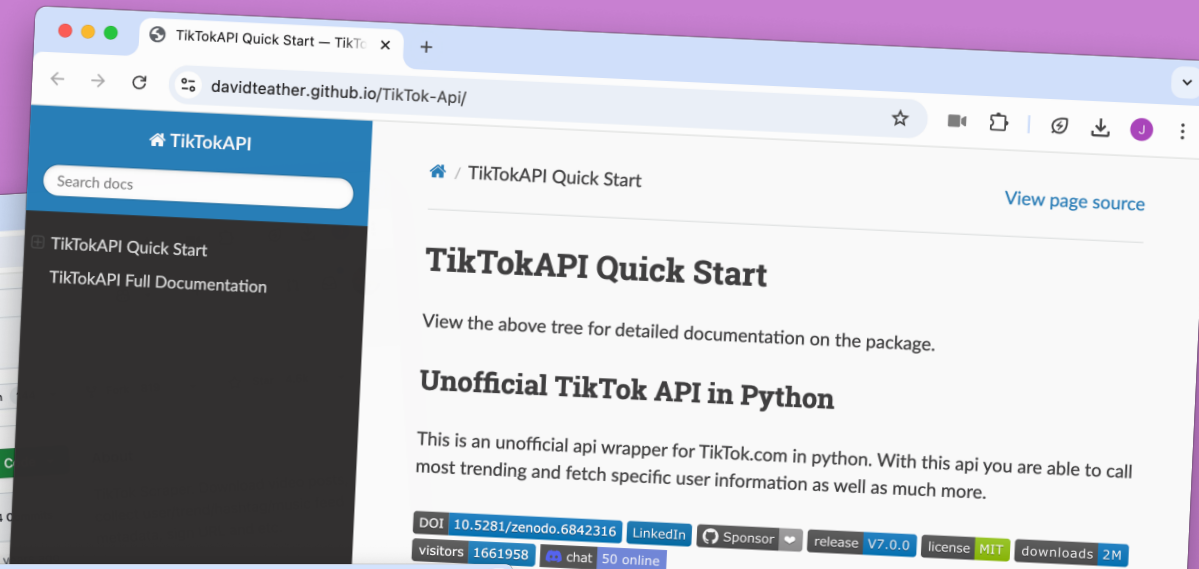 TikTokAPI Quick Start — TikTo
davidteather.github.io/TikTok-Api/
J
TikTokAPI
Search docs
TikTokAPI Quick Start
TikTokAPI Full Documentation
/ TikTokAPI Quick Start
View page source
TikTokAPI Quick Start
View the above tree for detailed documentation on the package.
Unofficial TikTok API in Python
This is an unofficial api wrapper for TikTok.com in python. With this api you are able to call
most trending and fetch specific user information as well as much more.
DOI 10.5281/zenodo.6842316 LinkedIn Sponsor release V7.0.0 license MIT downloads 2M
visitors 1661958 chat 50 online